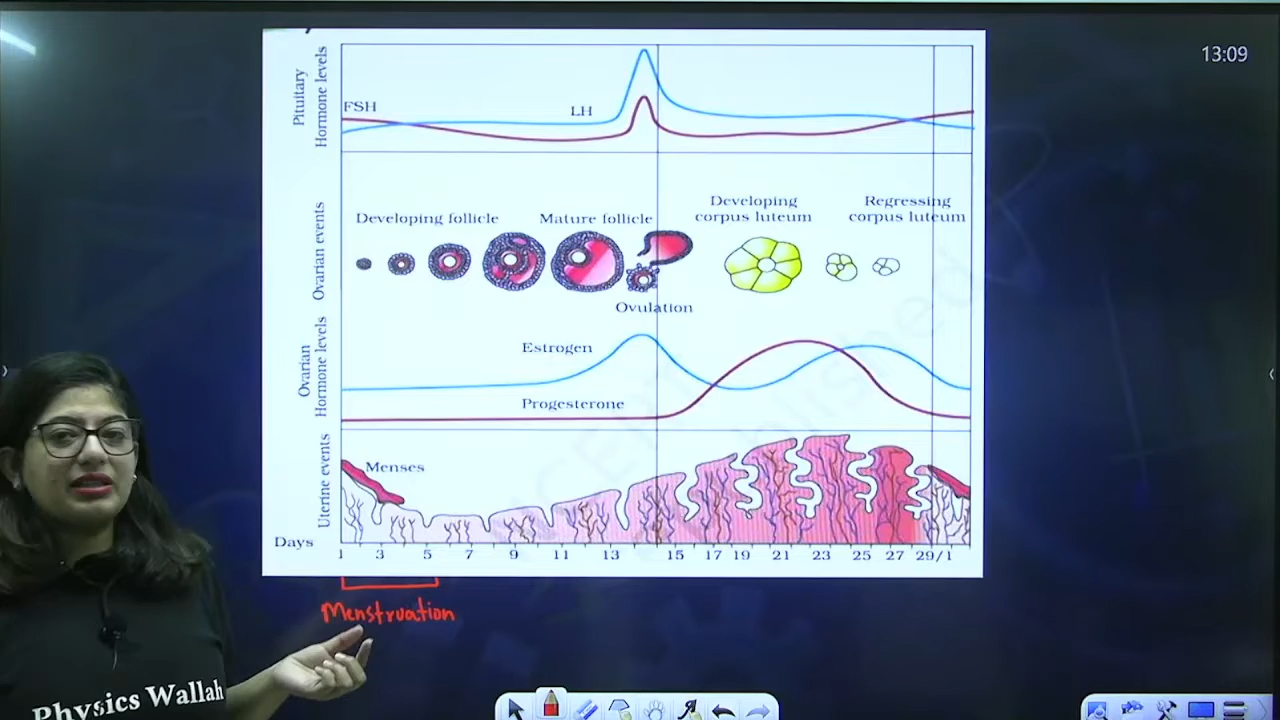 13:09
Pituitary
Hormone levels
FSH
LH
Ovarian events
Developing follicle
Mature follicle
Developing
corpus luteum
Regressing
corpus luteum
Ovulation
Ovarian
Hormone levels
Estrogen
Progesterone
Uterine events
Menses
Days
1 3 5 7 9 11 13 15 17 19 21 23 25 27 29/1
Menstruation
Physics Wallah